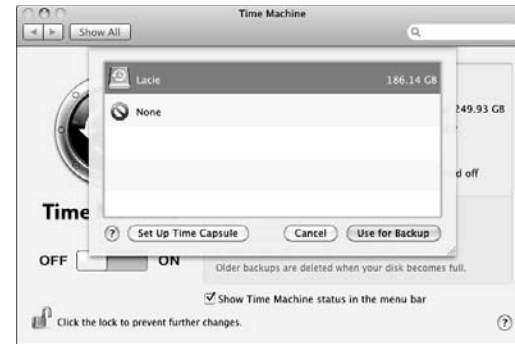 Time Machine
Show All
Lacie 186.14 GB
None
249.93 GB
d off
Time
Set Up Time Capsule Cancel Use for Backup
OFF ON
Older backups are deleted when your disk becomes full.
Show Time Machine status in the menu bar
Click the lock to prevent further changes.